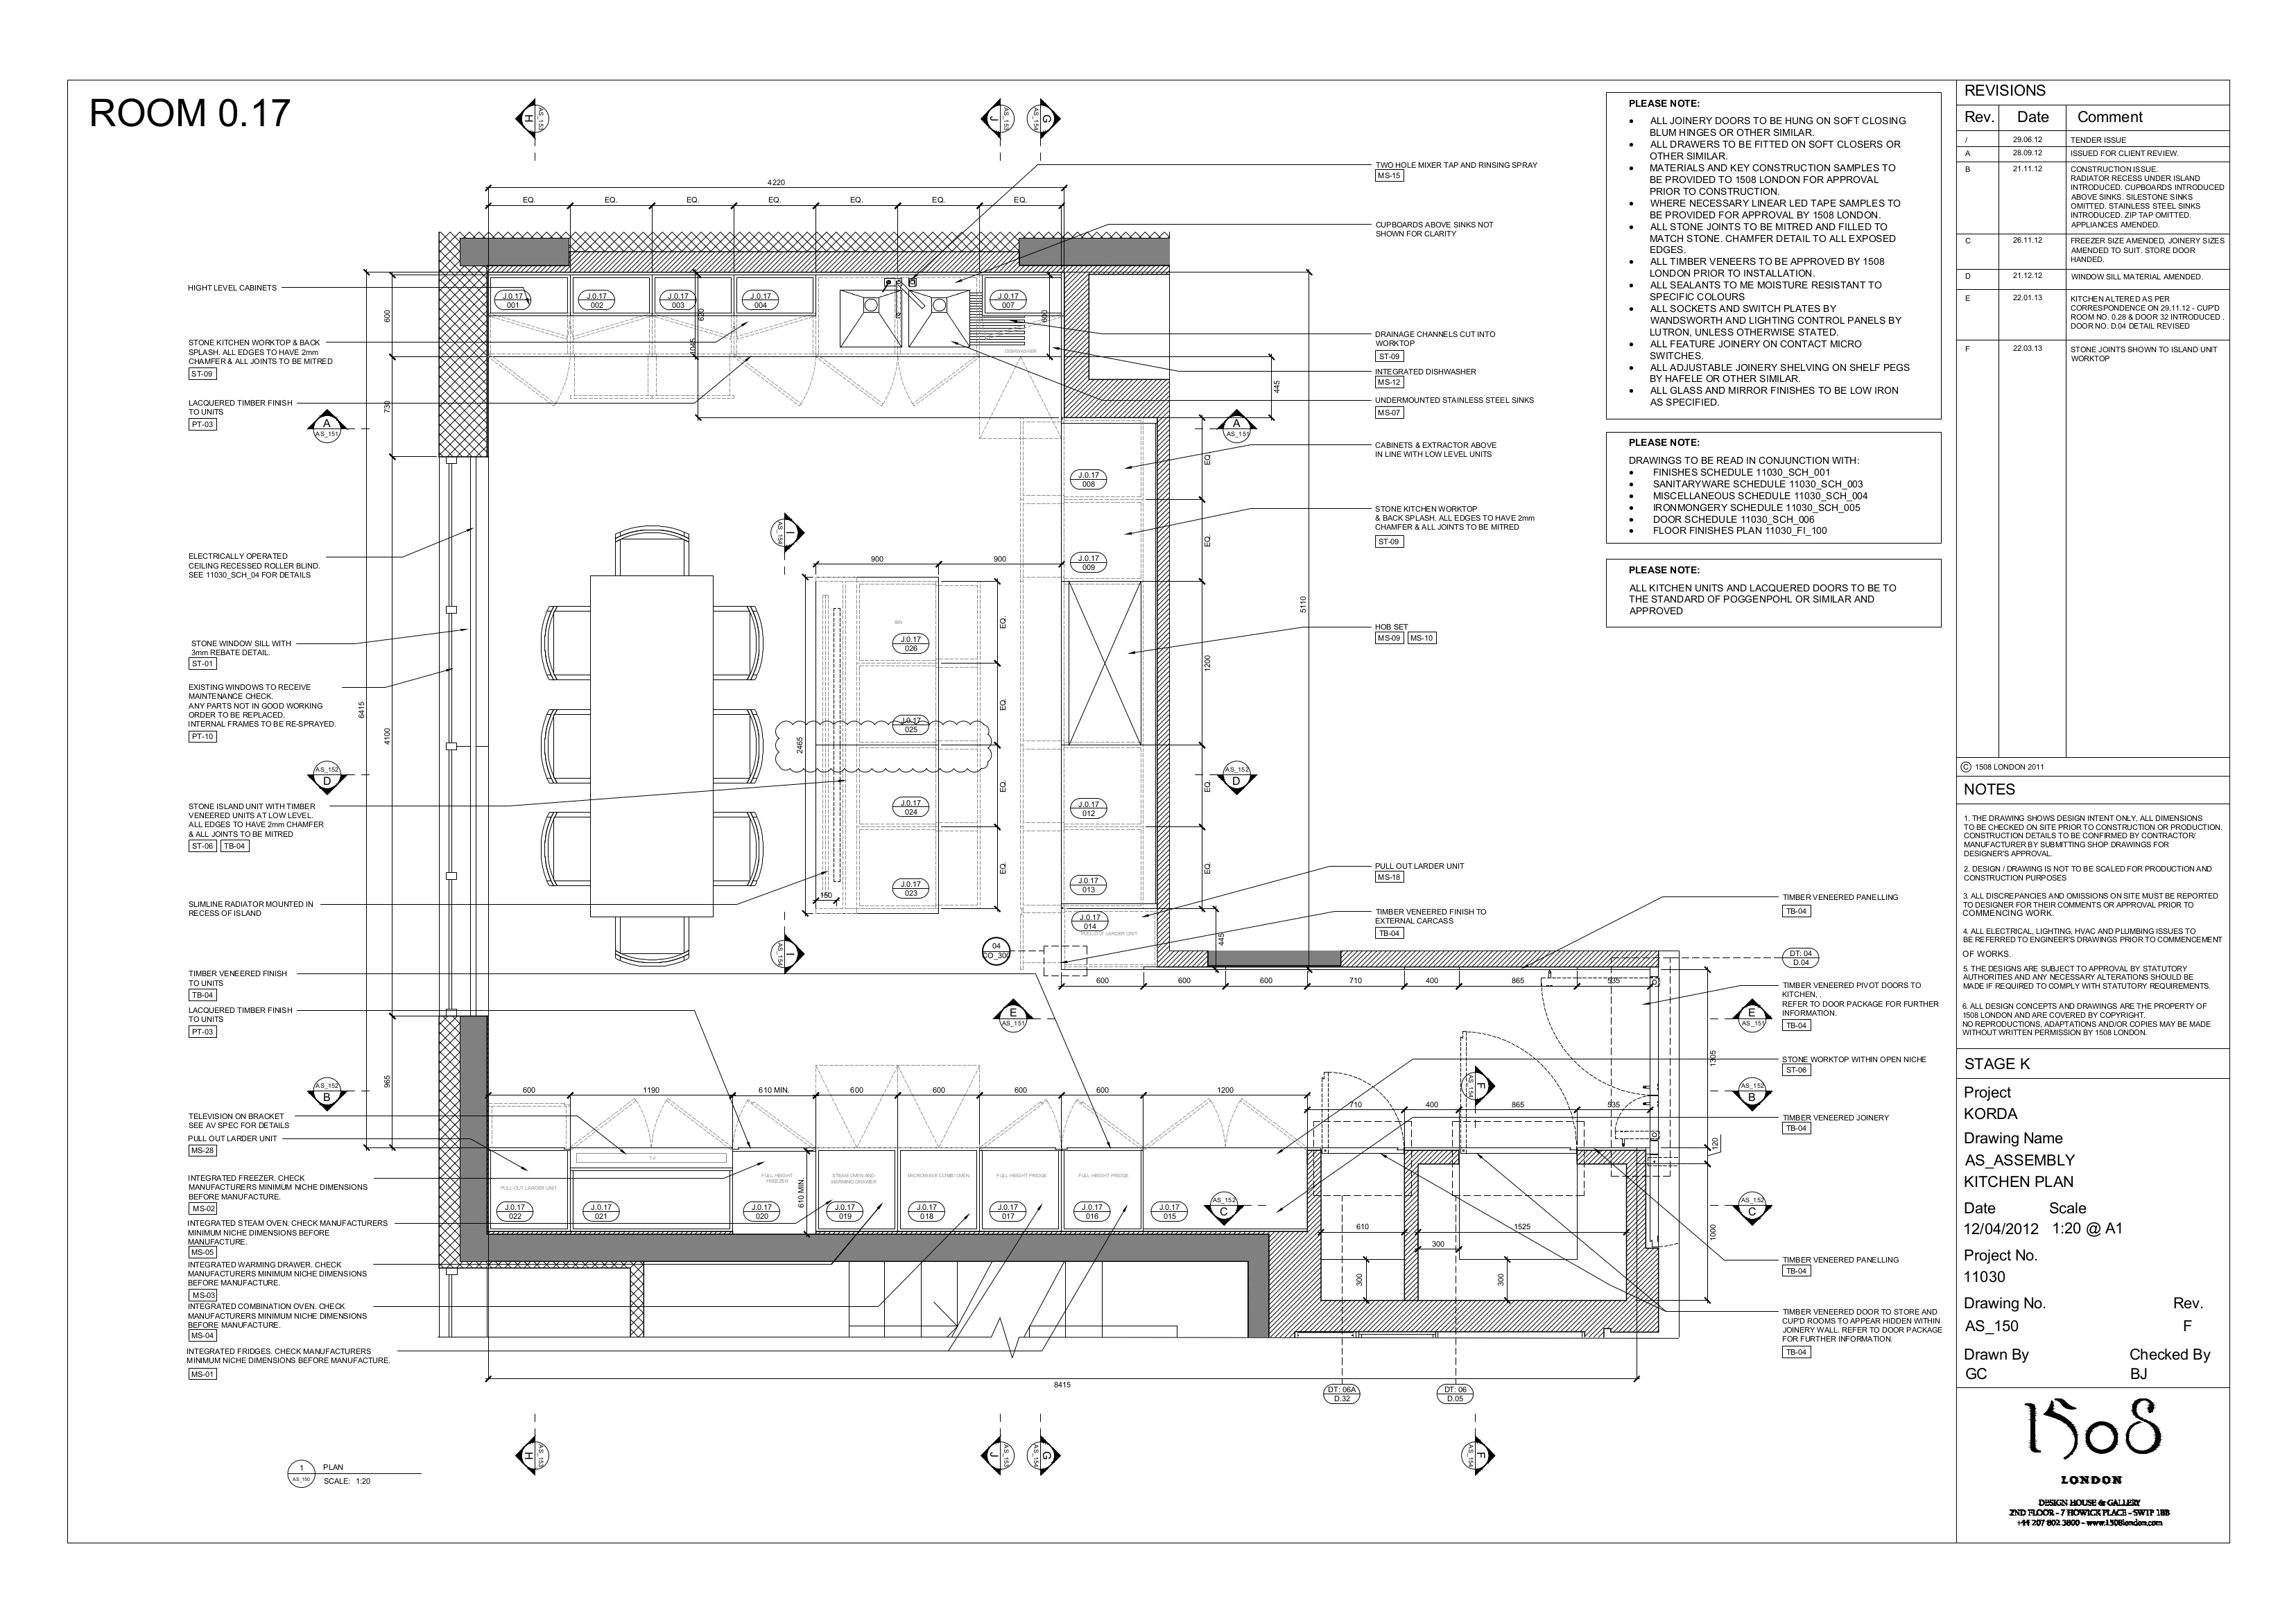 ROOM 0.17
H
AS_153
J
AS_153
G
AS_154
4220
EQ.
EQ.
EQ.
EQ.
EQ.
EQ.
EQ.
HIGHT LEVEL CABINETS
STONE KITCHEN WORKTOP & BACK
SPLASH. ALL EDGES TO HAVE 2mm
CHAMFER & ALL JOINTS TO BE MITRED
ST-09
LACQUERED TIMBER FINISH
TO UNITS
PT-03
A
AS_151
ELECTRICALLY OPERATED
CEILING RECESSED ROLLER BLIND.
SEE 11030_SCH_04 FOR DETAILS
STONE WINDOW SILL WITH
3mm REBATE DETAIL.
ST-01
EXISTING WINDOWS TO RECEIVE
MAINTENANCE CHECK.
ANY PARTS NOT IN GOOD WORKING
ORDER TO BE REPLACED.
INTERNAL FRAMES TO BE RE-SPRAYED.
PT-10
AS_152
D
STONE ISLAND UNIT WITH TIMBER
VENEERED UNITS AT LOW LEVEL.
ALL EDGES TO HAVE 2mm CHAMFER
& ALL JOINTS TO BE MITRED
ST-06 TB-04
SLIMLINE RADIATOR MOUNTED IN
RECESS OF ISLAND
TIMBER VENEERED FINISH
TO UNITS
TB-04
LACQUERED TIMBER FINISH
TO UNITS
PT-03
AS_152
B
TELEVISION ON BRACKET
SEE AV SPEC FOR DETAILS
PULL OUT LARDER UNIT
MS-28
INTEGRATED FREEZER. CHECK
MANUFACTURERS MINIMUM NICHE DIMENSIONS
BEFORE MANUFACTURE.
MS-02
INTEGRATED STEAM OVEN. CHECK MANUFACTURERS
MINIMUM NICHE DIMENSIONS BEFORE
MANUFACTURE.
MS-05
INTEGRATED WARMING DRAWER. CHECK
MANUFACTURERS MINIMUM NICHE DIMENSIONS
BEFORE MANUFACTURE.
MS-03
INTEGRATED COMBINATION OVEN. CHECK
MANUFACTURERS MINIMUM NICHE DIMENSIONS
BEFORE MANUFACTURE.
MS-04
INTEGRATED FRIDGES. CHECK MANUFACTURERS
MINIMUM NICHE DIMENSIONS BEFORE MANUFACTURE.
MS-01
600
730
6415
4100
965
J.0.17
001
J.0.17
002
J.0.17
003
J.0.17
004
J.0.17
007
620
1045
600
DISHWASHER
445
I
AS_154
900
900
2465
150
BIN
J.0.17
026
J.0.17
025
J.0.17
024
J.0.17
023
EQ.
EQ.
EQ.
EQ.
I
AS_154
J.0.17
008
J.0.17
009
J.0.17
012
J.0.17
013
J.0.17
014
PULL-OUT LARDER UNIT
A
AS_151
EQ.
EQ.
1200
EQ.
EQ.
445
5110
AS_152
D
04
CO_300
E
AS_151
600
600
600
710
400
865
535
TWO HOLE MIXER TAP AND RINSING SPRAY
MS-15
CUPBOARDS ABOVE SINKS NOT
SHOWN FOR CLARITY
DRAINAGE CHANNELS CUT INTO
WORKTOP
ST-09
INTEGRATED DISHWASHER
MS-12
UNDERMOUNTED STAINLESS STEEL SINKS
MS-07
CABINETS & EXTRACTOR ABOVE
IN LINE WITH LOW LEVEL UNITS
STONE KITCHEN WORKTOP
& BACK SPLASH. ALL EDGES TO HAVE 2mm
CHAMFER & ALL JOINTS TO BE MITRED
ST-09
HOB SET
MS-09 MS-10
PULL OUT LARDER UNIT
MS-18
TIMBER VENEERED FINISH TO
EXTERNAL CARCASS
TB-04
TIMBER VENEERED PANELLING
TB-04
DT: 04
D.04
TIMBER VENEERED PIVOT DOORS TO
KITCHEN, .
REFER TO DOOR PACKAGE FOR FURTHER
INFORMATION.
TB-04
E
AS_151
STONE WORKTOP WITHIN OPEN NICHE
ST-06
AS_152
B
TIMBER VENEERED JOINERY
TB-04
AS_152
C
TIMBER VENEERED PANELLING
TB-04
TIMBER VENEERED DOOR TO STORE AND
CUP'D ROOMS TO APPEAR HIDDEN WITHIN
JOINERY WALL. REFER TO DOOR PACKAGE
FOR FURTHER INFORMATION.
TB-04
600
1190
610 MIN.
600
600
600
600
1200
710
400
865
535
F
AS_154
1305
120
1000
TV
PULL-OUT LARDER UNIT
FULL HEIGHT
FREEZER
610 MIN.
STEAM OVEN AND
WARMING DRAWER
MICROWAVE COMBI OVEN
FULL HEIGHT FRIDGE
FULL HEIGHT FRIDGE
J.0.17
022
J.0.17
021
J.0.17
020
J.0.17
019
J.0.17
018
J.0.17
017
J.0.17
016
J.0.17
015
AS_152
C
610
1525
300
300
300
8415
DT: 06A
D.32
DT: 06
D.05
H
AS_153
J
AS_153
G
AS_154
F
AS_154
1
AS_150
PLAN
SCALE: 1:20
PLEASE NOTE:
• ALL JOINERY DOORS TO BE HUNG ON SOFT CLOSING
BLUM HINGES OR OTHER SIMILAR.
• ALL DRAWERS TO BE FITTED ON SOFT CLOSERS OR
OTHER SIMILAR.
• MATERIALS AND KEY CONSTRUCTION SAMPLES TO
BE PROVIDED TO 1508 LONDON FOR APPROVAL
PRIOR TO CONSTRUCTION.
• WHERE NECESSARY LINEAR LED TAPE SAMPLES TO
BE PROVIDED FOR APPROVAL BY 1508 LONDON.
• ALL STONE JOINTS TO BE MITRED AND FILLED TO
MATCH STONE. CHAMFER DETAIL TO ALL EXPOSED
EDGES.
• ALL TIMBER VENEERS TO BE APPROVED BY 1508
LONDON PRIOR TO INSTALLATION.
• ALL SEALANTS TO ME MOISTURE RESISTANT TO
SPECIFIC COLOURS
• ALL SOCKETS AND SWITCH PLATES BY
WANDSWORTH AND LIGHTING CONTROL PANELS BY
LUTRON, UNLESS OTHERWISE STATED.
• ALL FEATURE JOINERY ON CONTACT MICRO
SWITCHES.
• ALL ADJUSTABLE JOINERY SHELVING ON SHELF PEGS
BY HAFELE OR OTHER SIMILAR.
• ALL GLASS AND MIRROR FINISHES TO BE LOW IRON
AS SPECIFIED.
PLEASE NOTE:
DRAWINGS TO BE READ IN CONJUNCTION WITH:
• FINISHES SCHEDULE 11030_SCH_001
• SANITARYWARE SCHEDULE 11030_SCH_003
• MISCELLANEOUS SCHEDULE 11030_SCH_004
• IRONMONGERY SCHEDULE 11030_SCH_005
• DOOR SCHEDULE 11030_SCH_006
• FLOOR FINISHES PLAN 11030_FI_100
PLEASE NOTE:
ALL KITCHEN UNITS AND LACQUERED DOORS TO BE TO
THE STANDARD OF POGGENPOHL OR SIMILAR AND
APPROVED
REVISIONS
Rev. Date Comment
/ 29.06.12 TENDER ISSUE
A 28.09.12 ISSUED FOR CLIENT REVIEW.
B 21.11.12 CONSTRUCTION ISSUE.
RADIATOR RECESS UNDER ISLAND
INTRODUCED. CUPBOARDS INTRODUCED
ABOVE SINKS. SILESTONE SINKS
OMITTED. STAINLESS STEEL SINKS
INTRODUCED. ZIP TAP OMITTED.
APPLIANCES AMENDED.
C 26.11.12 FREEZER SIZE AMENDED, JOINERY SIZES
AMENDED TO SUIT. STORE DOOR
HANDED.
D 21.12.12 WINDOW SILL MATERIAL AMENDED.
E 22.01.13 KITCHEN ALTERED AS PER
CORRESPONDENCE ON 29.11.12 - CUP'D
ROOM NO. 0.28 & DOOR 32 INTRODUCED .
DOOR NO. D.04 DETAIL REVISED
F 22.03.13 STONE JOINTS SHOWN TO ISLAND UNIT
WORKTOP
© 1508 LONDON 2011
NOTES
1. THE DRAWING SHOWS DESIGN INTENT ONLY, ALL DIMENSIONS
TO BE CHECKED ON SITE PRIOR TO CONSTRUCTION OR PRODUCTION.
CONSTRUCTION DETAILS TO BE CONFIRMED BY CONTRACTOR/
MANUFACTURER BY SUBMITTING SHOP DRAWINGS FOR
DESIGNER'S APPROVAL.
2. DESIGN / DRAWING IS NOT TO BE SCALED FOR PRODUCTION AND
CONSTRUCTION PURPOSES
3. ALL DISCREPANCIES AND OMISSIONS ON SITE MUST BE REPORTED
TO DESIGNER FOR THEIR COMMENTS OR APPROVAL PRIOR TO
COMMENCING WORK.
4. ALL ELECTRICAL, LIGHTING, HVAC AND PLUMBING ISSUES TO
BE REFERRED TO ENGINEER'S DRAWINGS PRIOR TO COMMENCEMENT
OF WORKS.
5. THE DESIGNS ARE SUBJECT TO APPROVAL BY STATUTORY
AUTHORITIES AND ANY NECESSARY ALTERATIONS SHOULD BE
MADE IF REQUIRED TO COMPLY WITH STATUTORY REQUIREMENTS.
6. ALL DESIGN CONCEPTS AND DRAWINGS ARE THE PROPERTY OF
1508 LONDON AND ARE COVERED BY COPYRIGHT.
NO REPRODUCTIONS, ADAPTATIONS AND/OR COPIES MAY BE MADE
WITHOUT WRITTEN PERMISSION BY 1508 LONDON.
STAGE K
Project
KORDA
Drawing Name
AS_ASSEMBLY
KITCHEN PLAN
Date Scale
12/04/2012 1:20 @ A1
Project No.
11030
Drawing No. Rev.
AS_150 F
Drawn By Checked By
GC BJ
1508
LONDON
DESIGN HOUSE & GALLERY
2ND FLOOR - 7 HOWICK PLACE - SW1P 1BB
+44 207 802 3800 - www.1508london.com